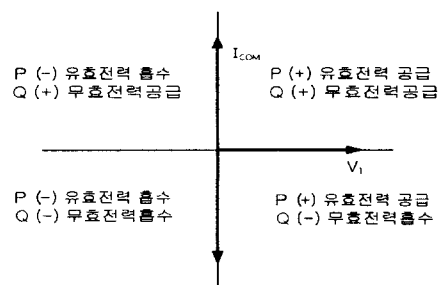 I_COM
P (-) 유효전력 흡수
Q (+) 무효전력공급
P (+) 유효전력 공급
Q (+) 무효전력공급
V_1
P (-) 유효전력 흡수
Q (-) 무효전력흡수
P (+) 유효전력 공급
Q (-) 무효전력흡수